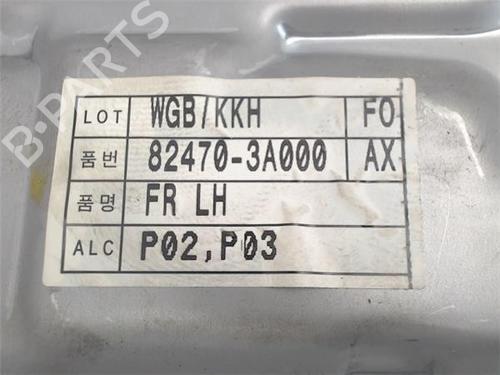 B-PARTS
LOT WGB/KKH FO
품번 82470-3A000 AX
품명 FR LH
ALC P02,P03